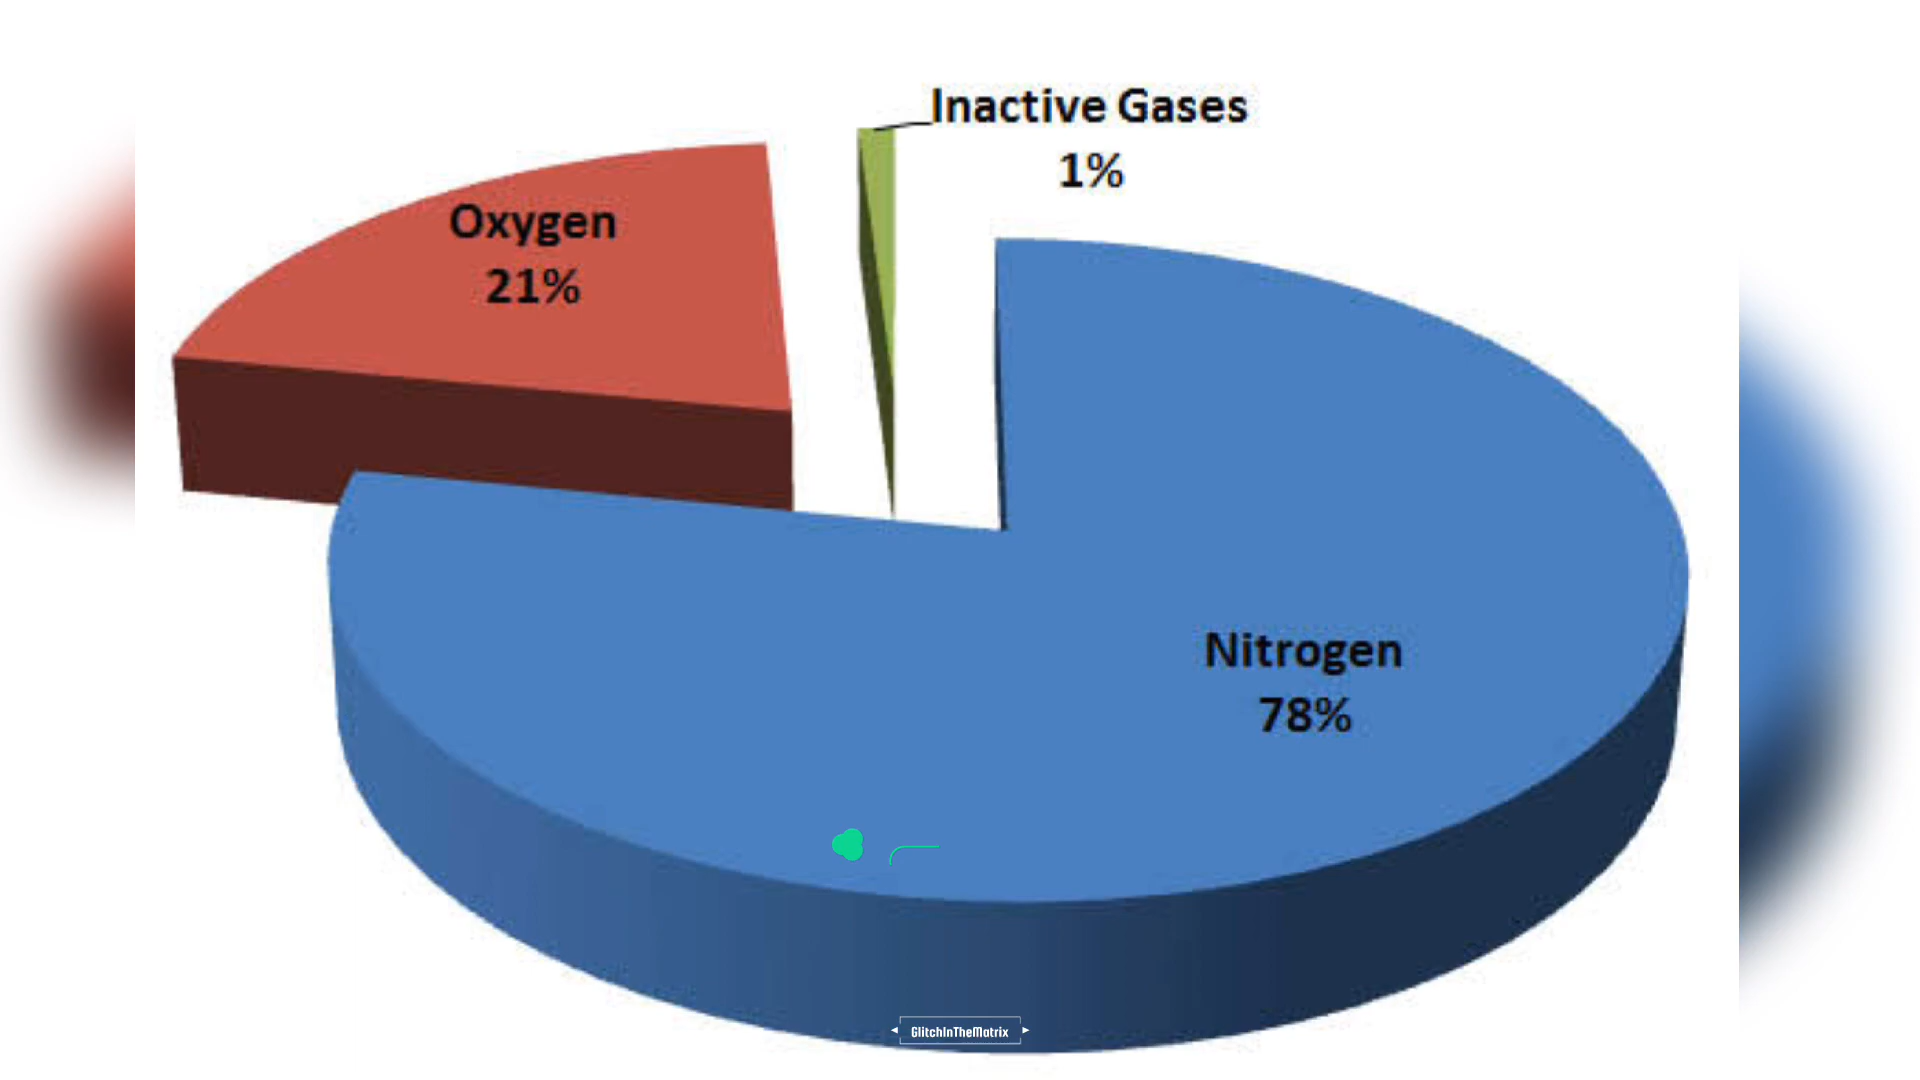 Inactive Gases
1%
Oxygen
21%
Nitrogen
78%
GlitchInTheMatrix